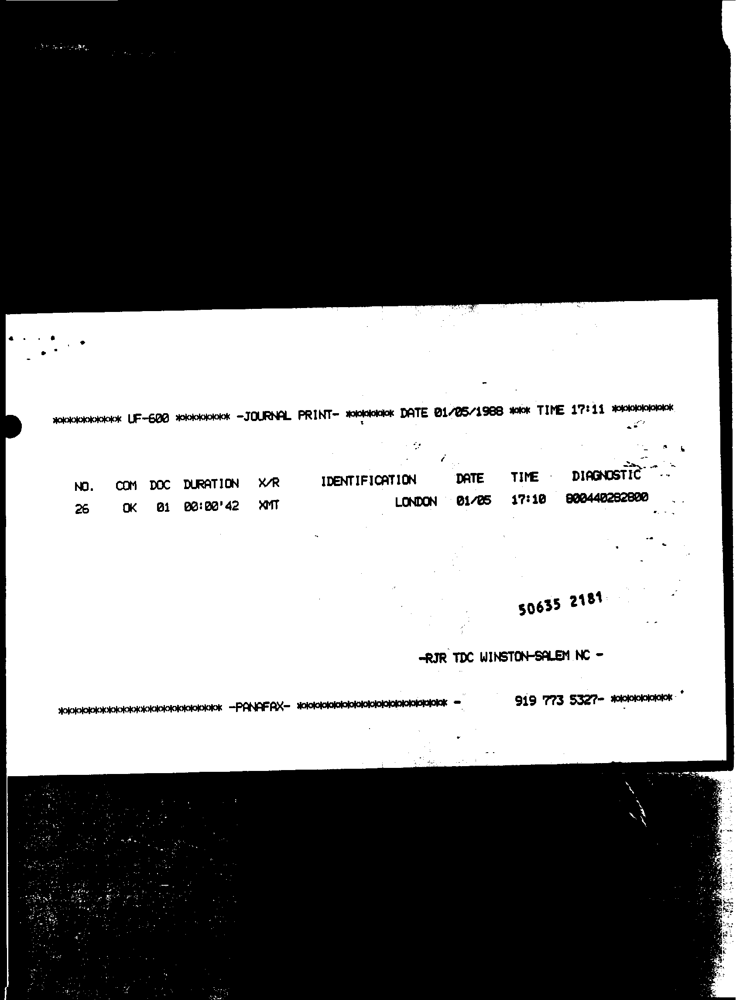 *********** UF-600 ********* -JOURNAL PRINT- ******** DATE 01/05/1988 *** TIME 17:11 **********
NO. COM DOC DURATION X/R IDENTIFICATION DATE TIME DIAGNOSTIC
26 OK 01 00:00'42 XMT LONDON 01/05 17:10 800440282800
50635 2181
-RJR TDC WINSTON-SALEM NC -
*************************** -PANAFAX- ************************* - 919 773 5327- **********